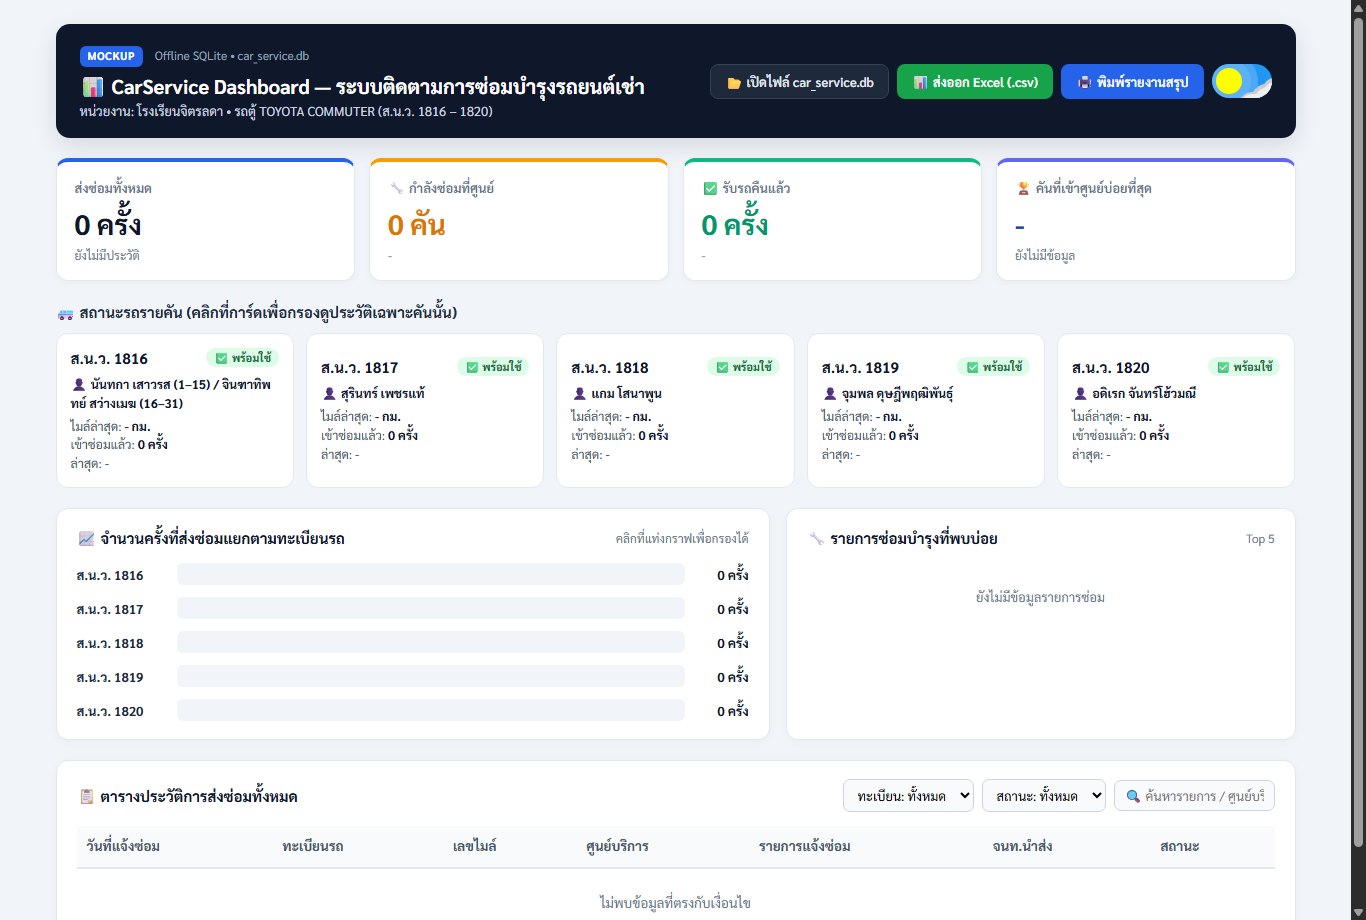 MOCKUP Offline SQLite • car_service.db
📊 CarService Dashboard — ระบบติดตามการซ่อมบำรุงรถยนต์เช่า
หน่วยงาน: โรงเรียนจิตรลดา • รถตู้ TOYOTA COMMUTER (ส.น.ว. 1816 – 1820)
📂 เปิดไฟล์ car_service.db
📊 ส่งออก Excel (.csv)
🖨️ พิมพ์รายงานสรุป
ส่งซ่อมทั้งหมด
0 ครั้ง
ยังไม่มีประวัติ
🔧 กำลังซ่อมที่ศูนย์
0 คัน
-
✅ รับรถคืนแล้ว
0 ครั้ง
-
🏆 คันที่เข้าศูนย์บ่อยที่สุด
-
ยังไม่มีข้อมูล
🚐 สถานะรถรายคัน (คลิกที่การ์ดเพื่อกรองดูประวัติเฉพาะคันนั้น)
ส.น.ว. 1816 ✅ พร้อมใช้
👤 นันทกา เสาวรส (1–15) / จินฑาทิพ
ทย์ สว่างเมฆ (16–31)
ไมล์ล่าสุด: - กม.
เข้าซ่อมแล้ว: 0 ครั้ง
ล่าสุด: -
ส.น.ว. 1817 ✅ พร้อมใช้
👤 สุรินทร์ เพชรแท้
ไมล์ล่าสุด: - กม.
เข้าซ่อมแล้ว: 0 ครั้ง
ล่าสุด: -
ส.น.ว. 1818 ✅ พร้อมใช้
👤 แถม โสนาพูน
ไมล์ล่าสุด: - กม.
เข้าซ่อมแล้ว: 0 ครั้ง
ล่าสุด: -
ส.น.ว. 1819 ✅ พร้อมใช้
👤 จุมพล ดุษฎีพฤฒิพันธุ์
ไมล์ล่าสุด: - กม.
เข้าซ่อมแล้ว: 0 ครั้ง
ล่าสุด: -
ส.น.ว. 1820 ✅ พร้อมใช้
👤 อดิเรก จันทร์โฮ้วมณี
ไมล์ล่าสุด: - กม.
เข้าซ่อมแล้ว: 0 ครั้ง
ล่าสุด: -
📈 จำนวนครั้งที่ส่งซ่อมแยกตามทะเบียนรถ คลิกที่แท่งกราฟเพื่อกรองได้
ส.น.ว. 1816 0 ครั้ง
ส.น.ว. 1817 0 ครั้ง
ส.น.ว. 1818 0 ครั้ง
ส.น.ว. 1819 0 ครั้ง
ส.น.ว. 1820 0 ครั้ง
🔧 รายการซ่อมบำรุงที่พบบ่อย Top 5
ยังไม่มีข้อมูลรายการซ่อม
📋 ตารางประวัติการส่งซ่อมทั้งหมด ทะเบียน: ทั้งหมด สถานะ: ทั้งหมด 🔍 ค้นหารายการ / ศูนย์บริ
วันที่แจ้งซ่อม ทะเบียนรถ เลขไมล์ ศูนย์บริการ รายการแจ้งซ่อม จนท.นำส่ง สถานะ
ไม่พบข้อมูลที่ตรงกับเงื่อนไข